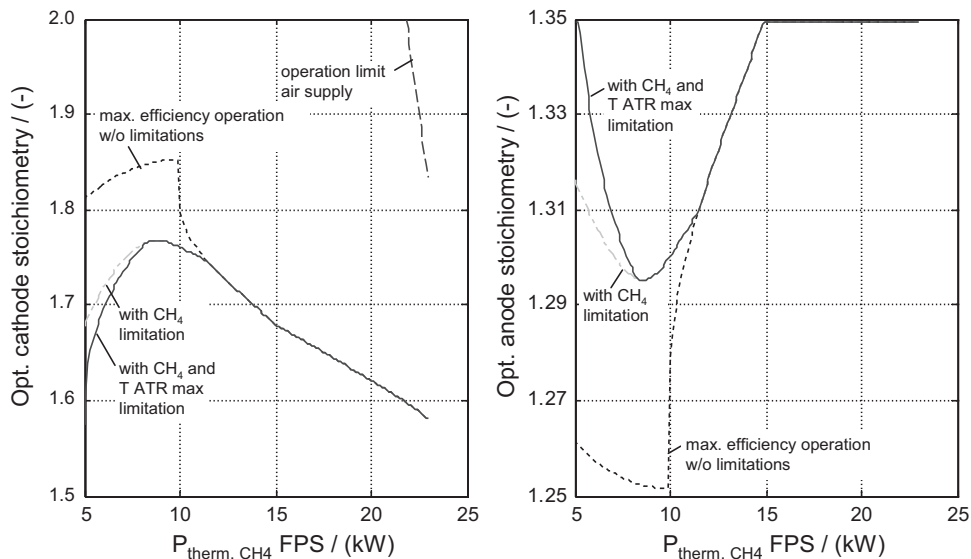 2.0
1.9
1.8
1.7
1.6
1.5
Opt. cathode stoichiometry / (-)
operation limit
air supply
max. efficiency operation
w/o limitations
with CH₄
limitation
with CH₄ and
T ATR max
limitation
5
10
15
20
25
P therm, CH4 FPS / (kW)
1.35
1.33
1.31
1.29
1.27
1.25
Opt. anode stoichiometry / (-)
with CH₄ and
T ATR max
limitation
with CH₄
limitation
max. efficiency operation
w/o limitations
5
10
15
20
25
P therm, CH4 FPS / (kW)